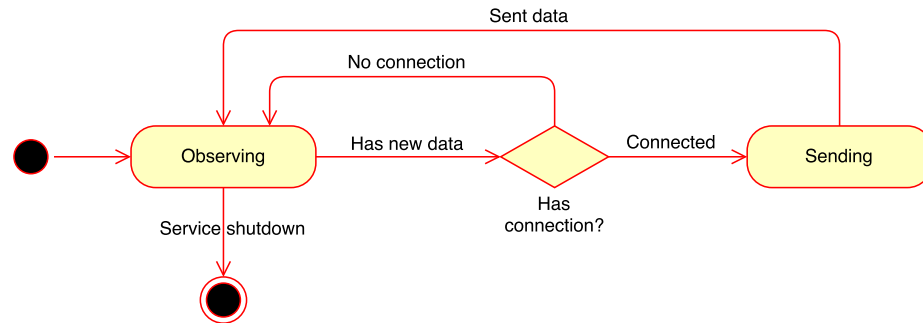 Sent data
No connection
Observing
Has new data
Connected
Sending
Has
connection?
Service shutdown